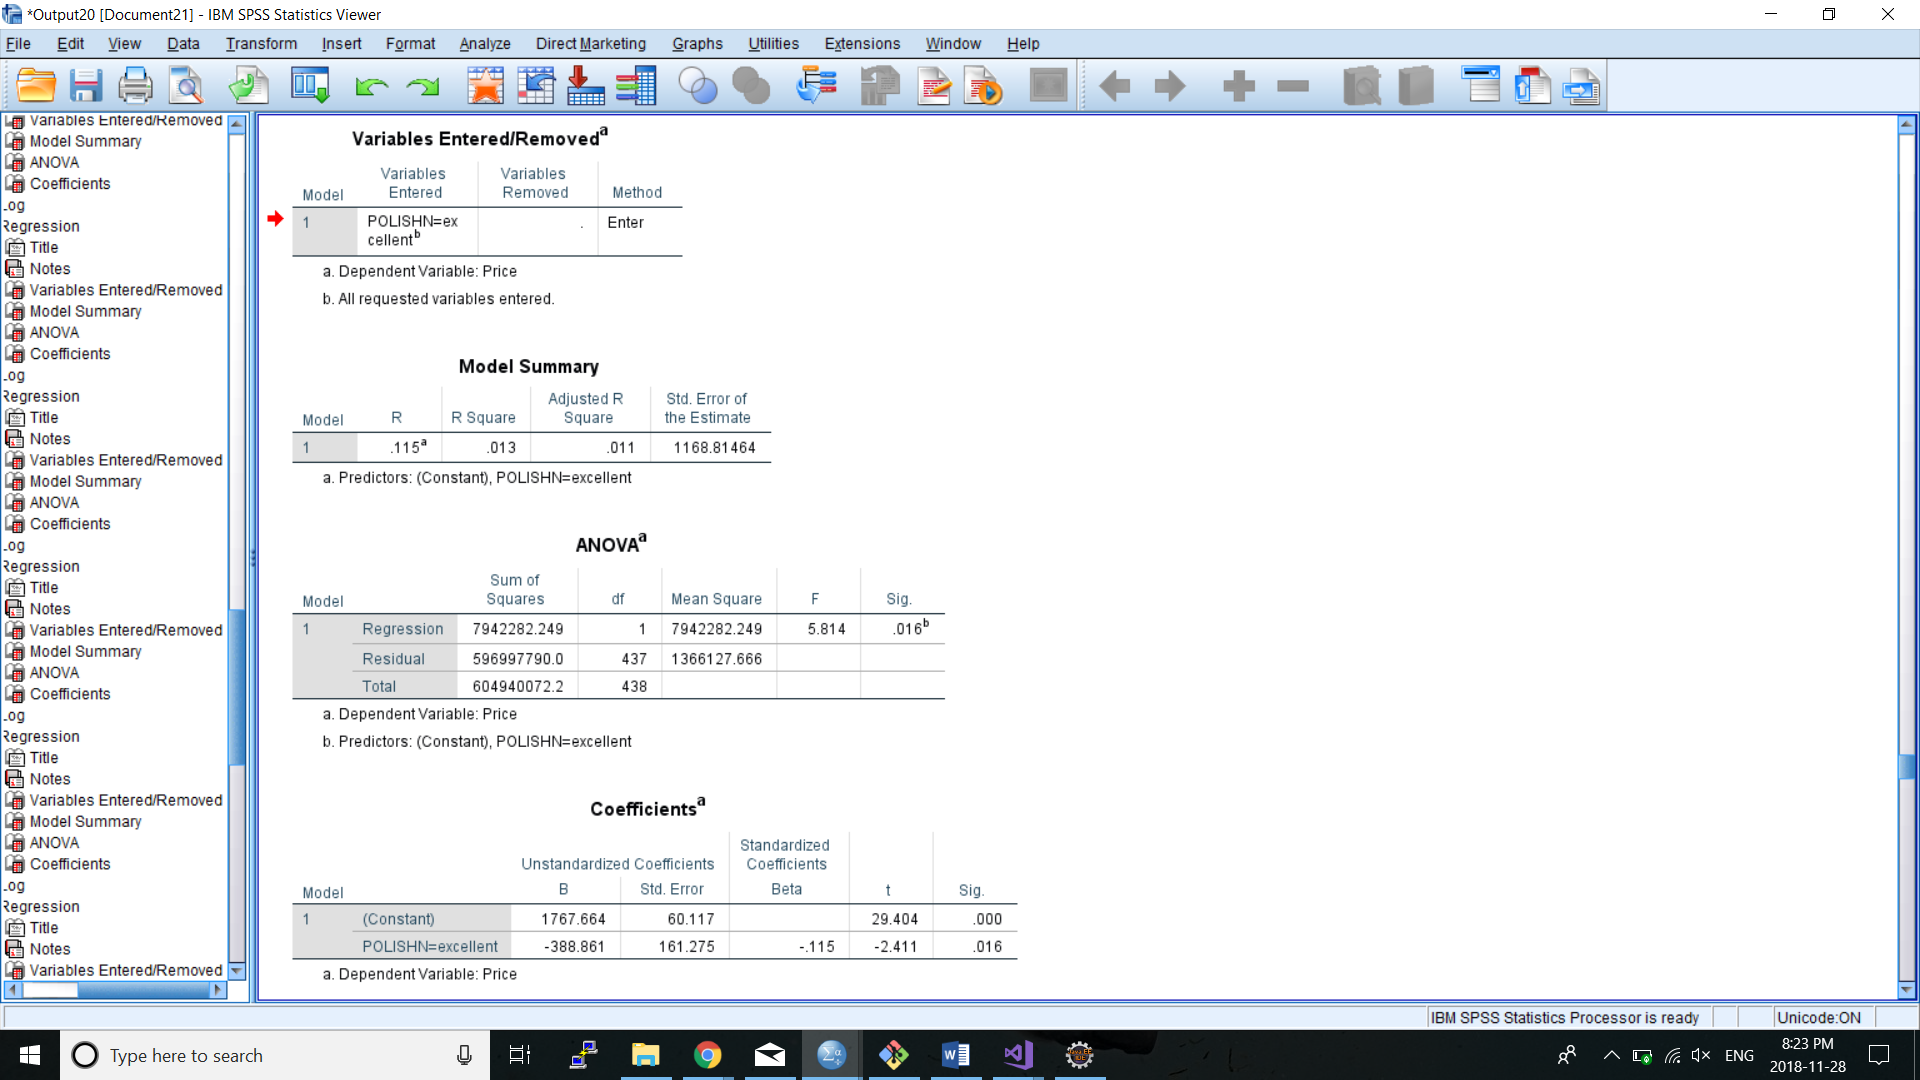 *Output20 [Document21] - IBM SPSS Statistics Viewer
File Edit View Data Transform Insert Format Analyze Direct Marketing Graphs Utilities Extensions Window Help
Variables Entered/Removed
Model Summary
ANOVA
Coefficients
Log
Regression
Title
Notes
Variables Entered/Removed
Model Summary
ANOVA
Coefficients
Log
Regression
Title
Notes
Variables Entered/Removed
Model Summary
ANOVA
Coefficients
Log
Regression
Title
Notes
Variables Entered/Removed
Model Summary
ANOVA
Coefficients
Log
Regression
Title
Notes
Variables Entered/Removed
Model Summary
ANOVA
Coefficients
Log
Regression
Title
Notes
Variables Entered/Removed
Variables Entered/Removedᵃ
Variables Variables
Model Entered Removed Method
1 POLISHN=ex . Enter
cellentᵇ
a. Dependent Variable: Price
b. All requested variables entered.
Model Summary
Adjusted R Std. Error of
Model R R Square Square the Estimate
1 .115ᵃ .013 .011 1168.81464
a. Predictors: (Constant), POLISHN=excellent
ANOVAᵃ
Sum of
Model Squares df Mean Square F Sig.
1 Regression 7942282.249 1 7942282.249 5.814 .016ᵇ
Residual 596997790.0 437 1366127.666
Total 604940072.2 438
a. Dependent Variable: Price
b. Predictors: (Constant), POLISHN=excellent
Coefficientsᵃ
Standardized
Unstandardized Coefficients Coefficients
Model B Std. Error Beta t Sig.
1 (Constant) 1767.664 60.117 29.404 .000
POLISHN=excellent -388.861 161.275 -.115 -2.411 .016
a. Dependent Variable: Price
IBM SPSS Statistics Processor is ready Unicode:ON
Type here to search
ENG
8:23 PM
2018-11-28